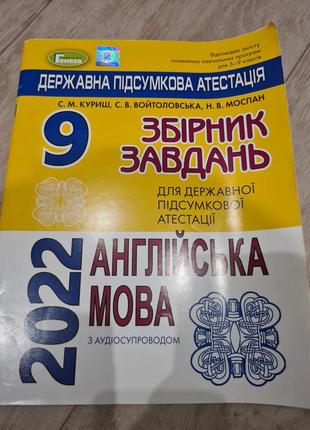 Генеза
Відповідає змісту
оновлених навчальних програм
для 5–9 класів
ДЕРЖАВНА ПІДСУМКОВА АТЕСТАЦІЯ
С. М. КУРИШ, С. В. ВОЙТОЛОВСЬКА, Н. В. МОСПАН
9
ЗБІРНИК
ЗАВДАНЬ
ДЛЯ ДЕРЖАВНОЇ
ПІДСУМКОВОЇ
АТЕСТАЦІЇ
2022
АНГЛІЙСЬКА
МОВА
З АУДІОСУПРОВОДОМ